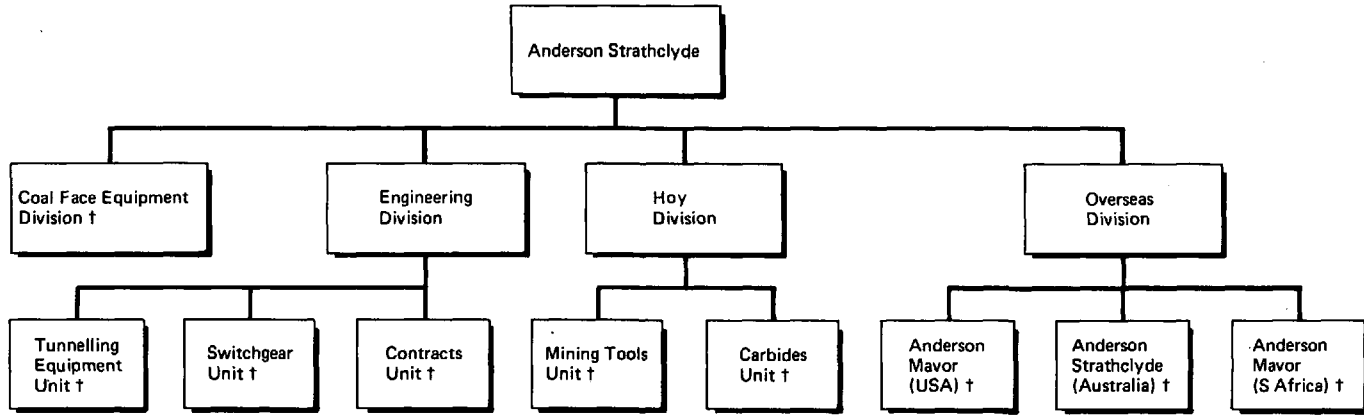 Anderson Strathclyde
Coal Face Equipment
Division †
Engineering
Division
Hoy
Division
Overseas
Division
Tunnelling
Equipment
Unit †
Switchgear
Unit †
Contracts
Unit †
Mining Tools
Unit †
Carbides
Unit †
Anderson
Mavor
(USA) †
Anderson
Strathclyde
(Australia) †
Anderson
Mavor
(S Africa) †